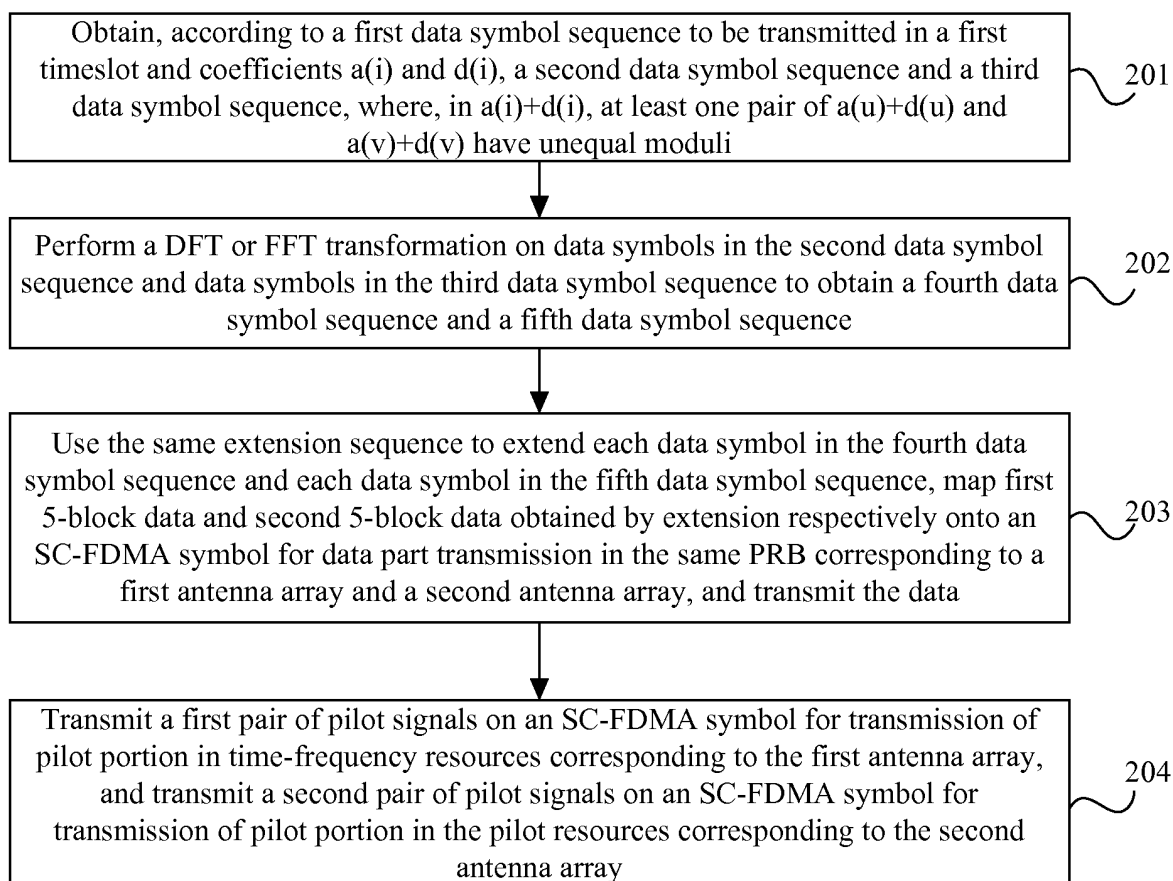 Obtain, according to a first data symbol sequence to be transmitted in a first
timeslot and coefficients a(i) and d(i), a second data symbol sequence and a third
data symbol sequence, where, in a(i)+d(i), at least one pair of a(u)+d(u) and
a(v)+d(v) have unequal moduli
201
Perform a DFT or FFT transformation on data symbols in the second data symbol
sequence and data symbols in the third data symbol sequence to obtain a fourth data
symbol sequence and a fifth data symbol sequence
202
Use the same extension sequence to extend each data symbol in the fourth data
symbol sequence and each data symbol in the fifth data symbol sequence, map first
5-block data and second 5-block data obtained by extension respectively onto an
SC-FDMA symbol for data part transmission in the same PRB corresponding to a
first antenna array and a second antenna array, and transmit the data
203
Transmit a first pair of pilot signals on an SC-FDMA symbol for transmission of
pilot portion in time-frequency resources corresponding to the first antenna array,
and transmit a second pair of pilot signals on an SC-FDMA symbol for
transmission of pilot portion in the pilot resources corresponding to the second
antenna array
204